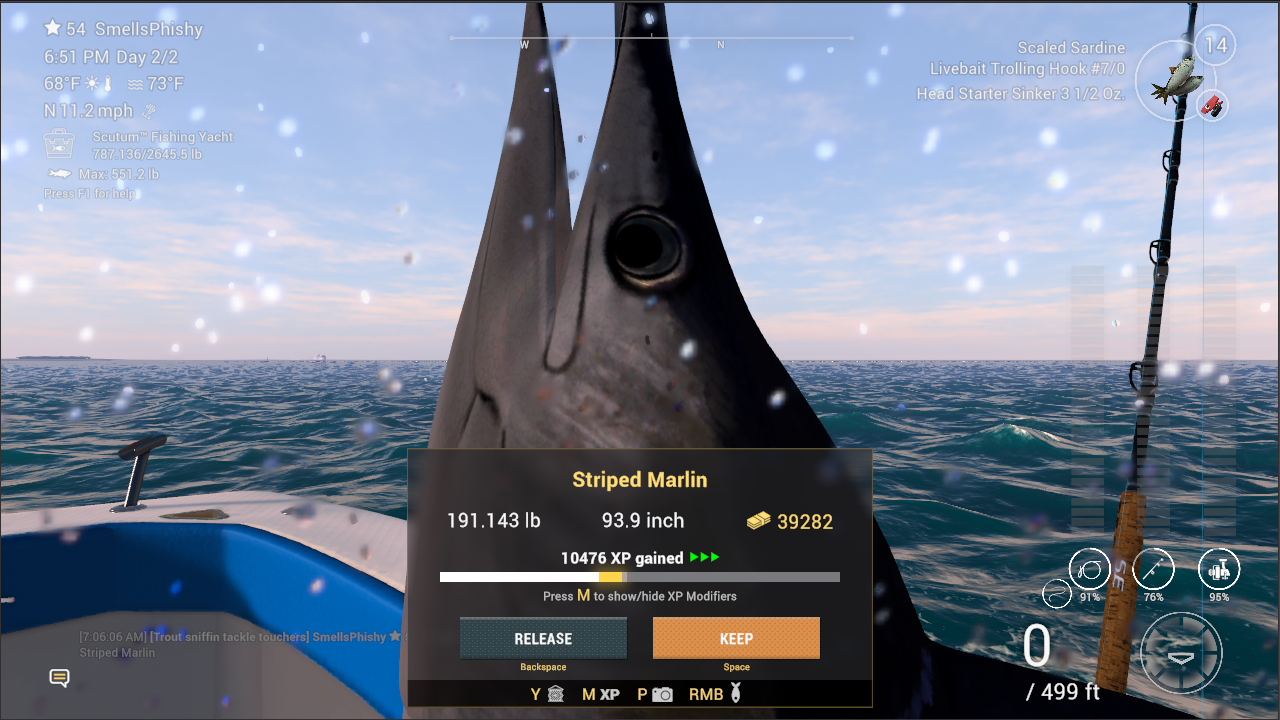 54 SmellsPhishy
6:51 PM Day 2/2
68°F 73°F
N 11.2 mph
Scutum™ Fishing Yacht
787.136/2645.5 lb
Max: 551.2 lb
Press F1 for help
W N
Scaled Sardine
Livebait Trolling Hook #7/0
Head Starter Sinker 3 1/2 Oz.
14
Striped Marlin
191.143 lb 93.9 inch 39282
10476 XP gained
Press M to show/hide XP Modifiers
RELEASE KEEP
Backspace Space
Y M XP P RMB
[7:06:06 AM] [Trout sniffin tackle touchers] SmellsPhishy
Striped Marlin
91% 76% 95%
0
/ 499 ft